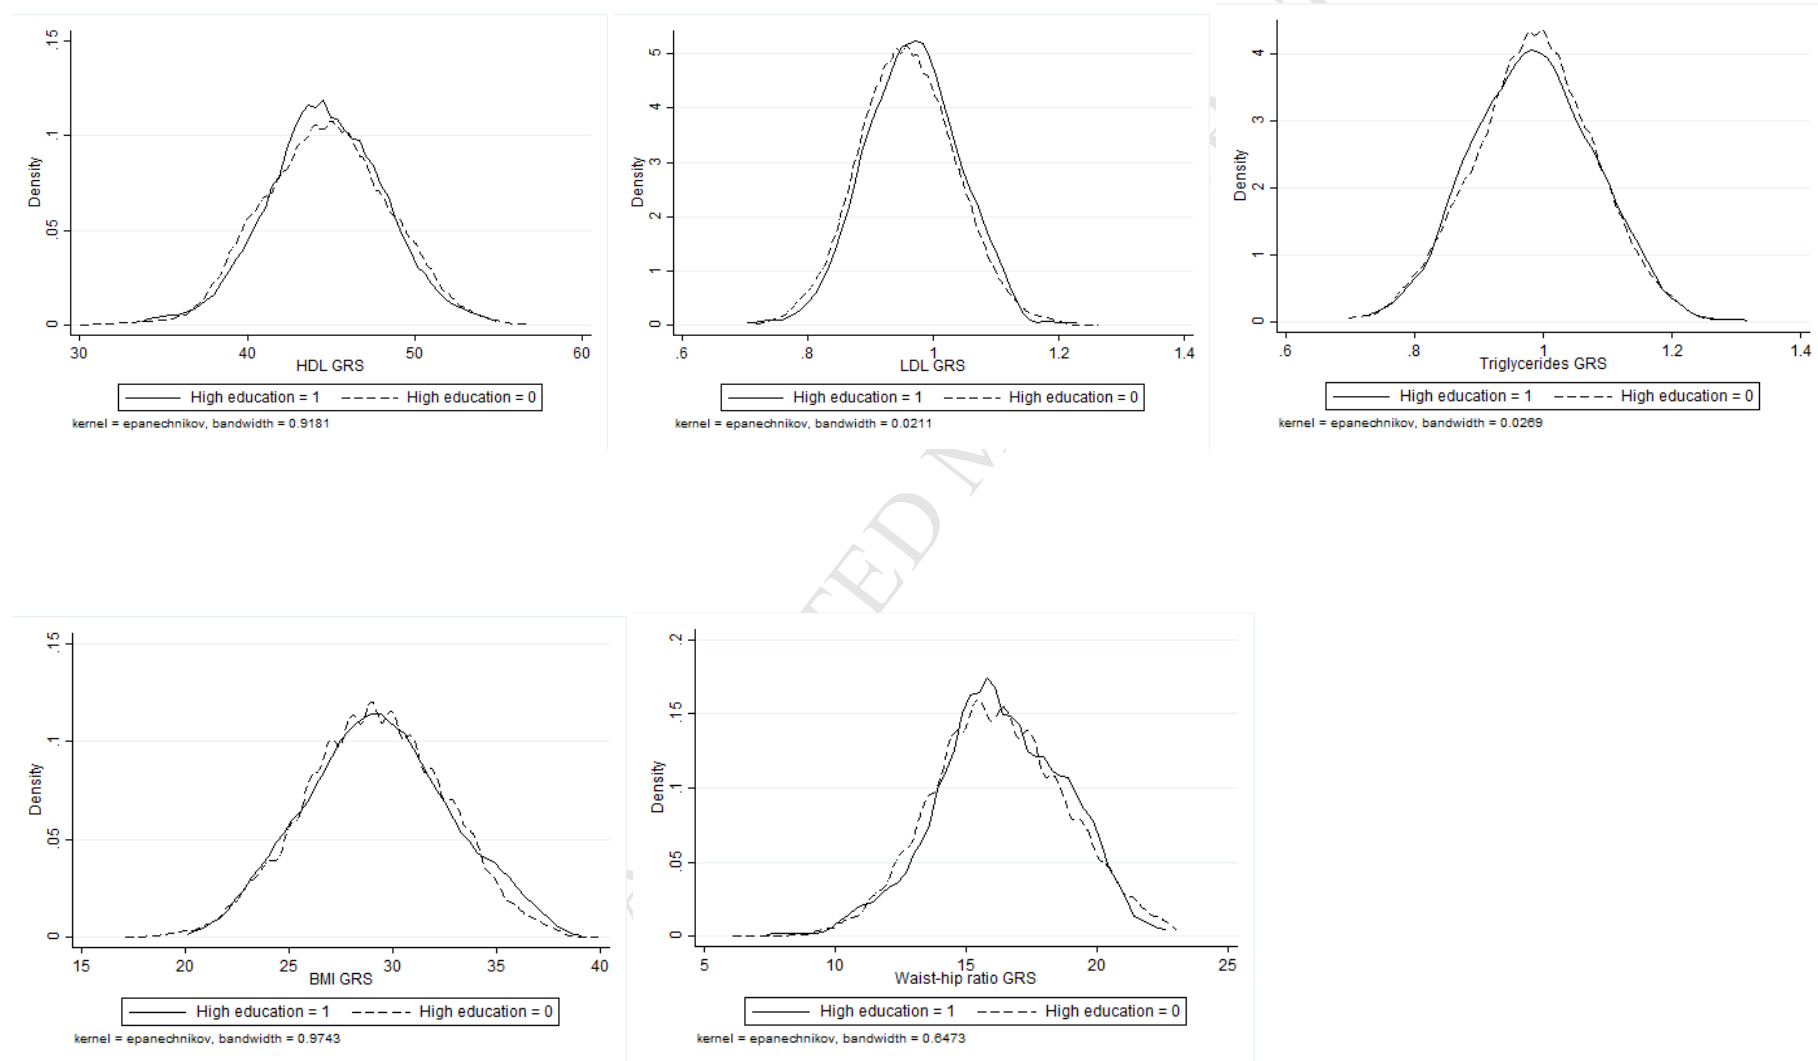 Density
0 .05 .1 .15
30 40 50 60
HDL GRS
High education = 1 High education = 0
kernel = epanechnikov, bandwidth = 0.9181
Density
0 1 2 3 4 5
.6 .8 1 1.2 1.4
LDL GRS
High education = 1 High education = 0
kernel = epanechnikov, bandwidth = 0.0211
Density
0 1 2 3 4
.6 .8 1 1.2 1.4
Triglycerides GRS
High education = 1 High education = 0
kernel = epanechnikov, bandwidth = 0.0269
TED M
Density
0 .05 .1 .15
15 20 25 30 35 40
BMI GRS
High education = 1 High education = 0
kernel = epanechnikov, bandwidth = 0.9743
Density
0 .05 .1 .15 .2
5 10 15 20 25
Waist-hip ratio GRS
High education = 1 High education = 0
kernel = epanechnikov, bandwidth = 0.6473